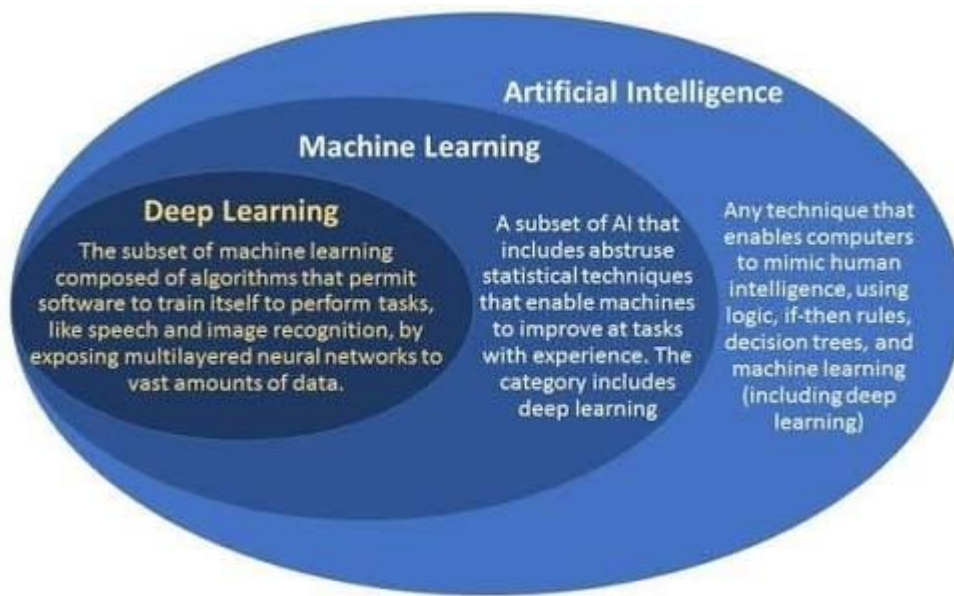 Artificial Intelligence
Machine Learning
Deep Learning
The subset of machine learning
composed of algorithms that permit
software to train itself to perform tasks,
like speech and image recognition, by
exposing multilayered neural networks to
vast amounts of data.
A subset of AI that
includes abstruse
statistical techniques
that enable machines
to improve at tasks
with experience. The
category includes
deep learning
Any technique that
enables computers
to mimic human
intelligence, using
logic, if-then rules,
decision trees, and
machine learning
(including deep
learning)